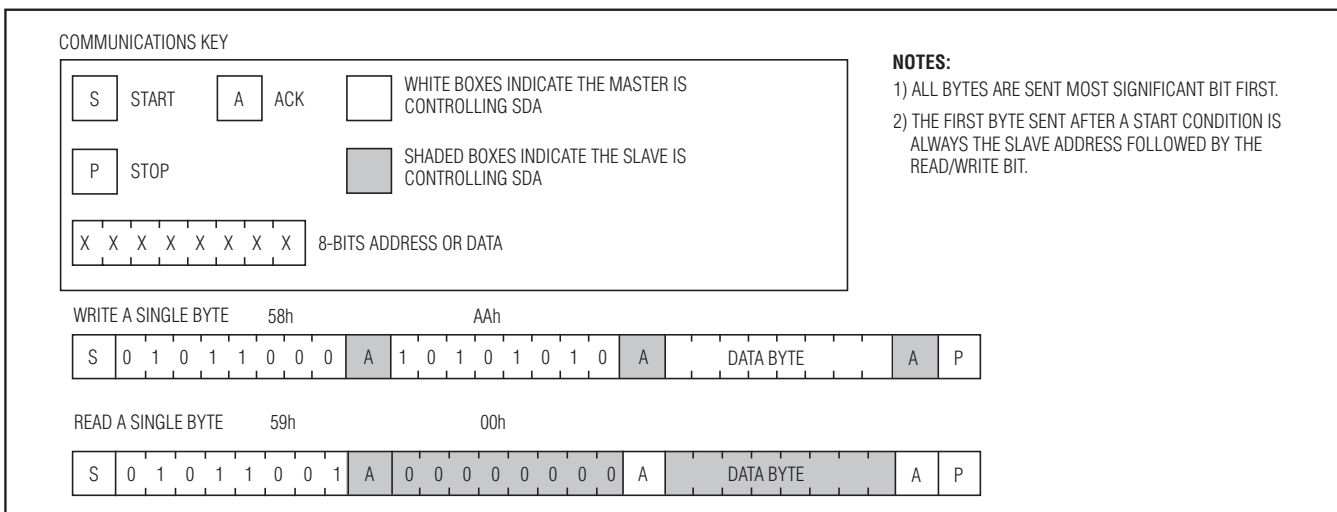 COMMUNICATIONS KEY
S START A ACK WHITE BOXES INDICATE THE MASTER IS
CONTROLLING SDA
P STOP SHADED BOXES INDICATE THE SLAVE IS
CONTROLLING SDA
X X X X X X X X 8-BITS ADDRESS OR DATA
NOTES:
1) ALL BYTES ARE SENT MOST SIGNIFICANT BIT FIRST.
2) THE FIRST BYTE SENT AFTER A START CONDITION IS
ALWAYS THE SLAVE ADDRESS FOLLOWED BY THE
READ/WRITE BIT.
WRITE A SINGLE BYTE 58h AAh
S 0 1 0 1 1 0 0 0 A 1 0 1 0 1 0 1 0 A DATA BYTE A P
READ A SINGLE BYTE 59h 00h
S 0 1 0 1 1 0 0 1 A 0 0 0 0 0 0 0 0 A DATA BYTE A P